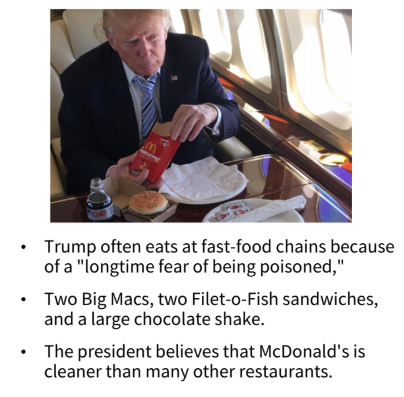 • Trump often eats at fast-food chains because
of a "longtime fear of being poisoned,"
• Two Big Macs, two Filet-o-Fish sandwiches,
and a large chocolate shake.
• The president believes that McDonald's is
cleaner than many other restaurants.